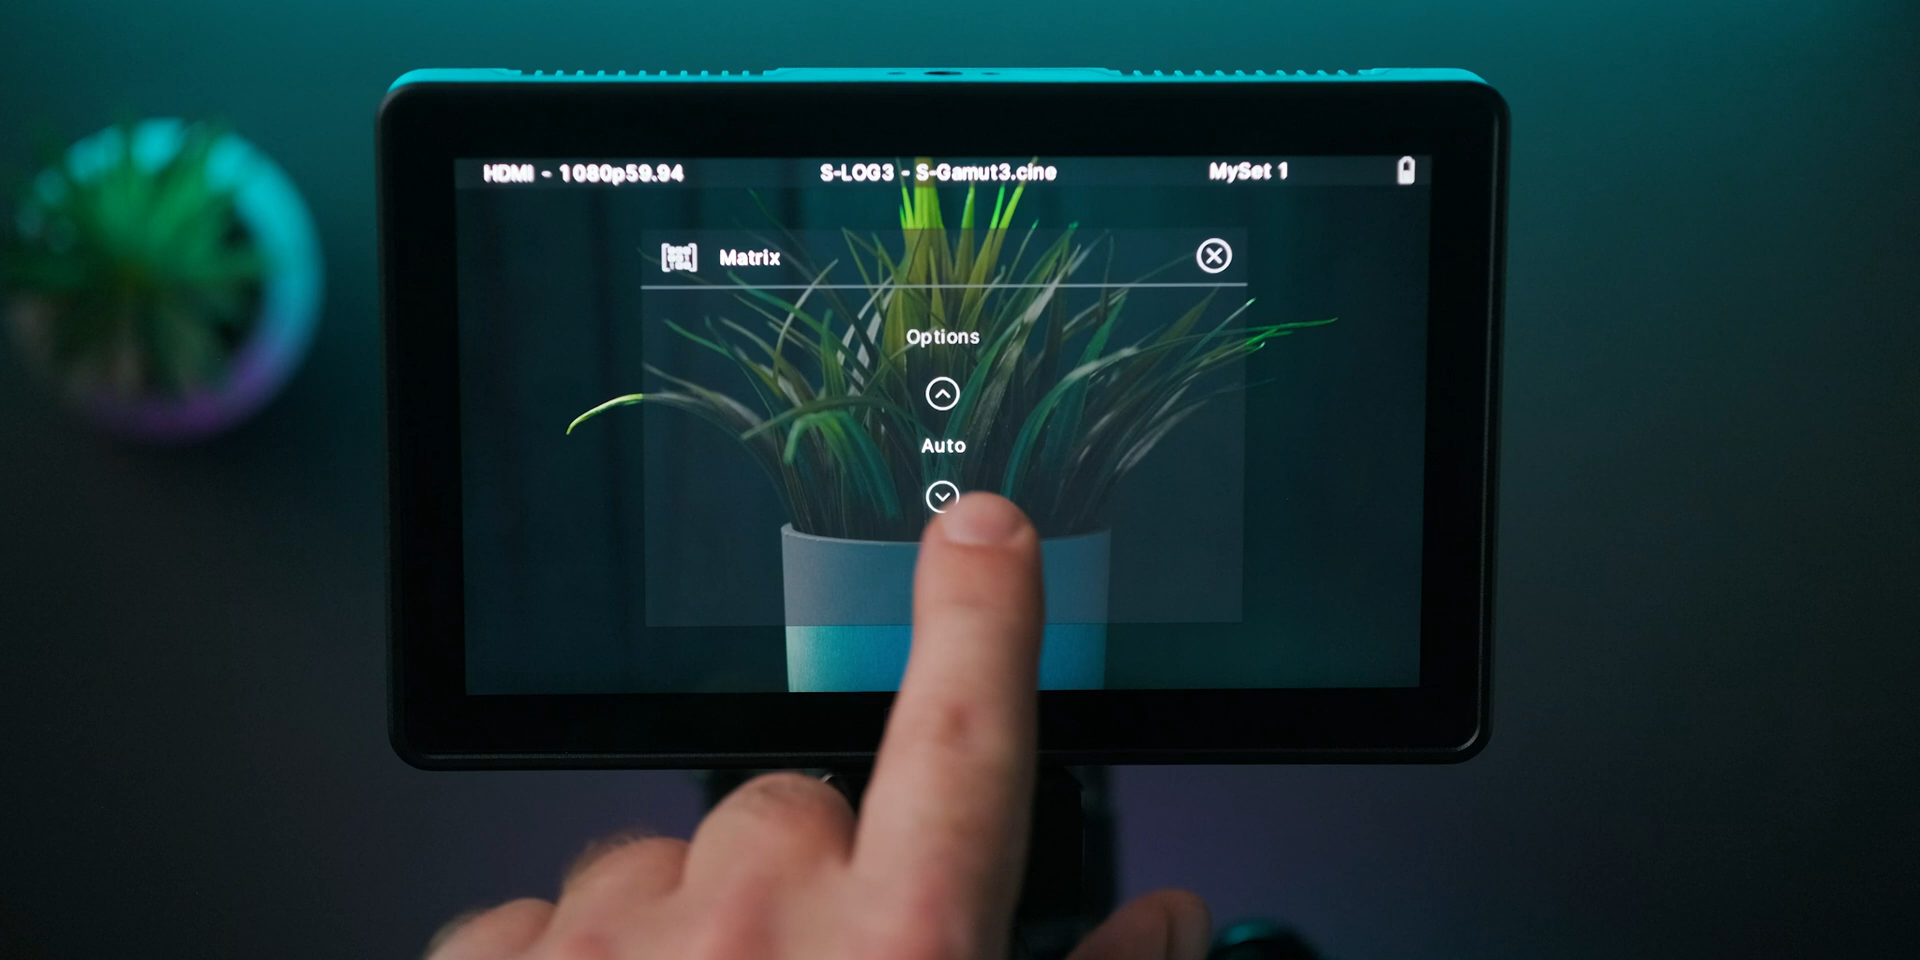 HDMI - 1080p59.94
S-LOG3 - S-Gamut3.cine
MySet 1
Matrix
Options
Auto